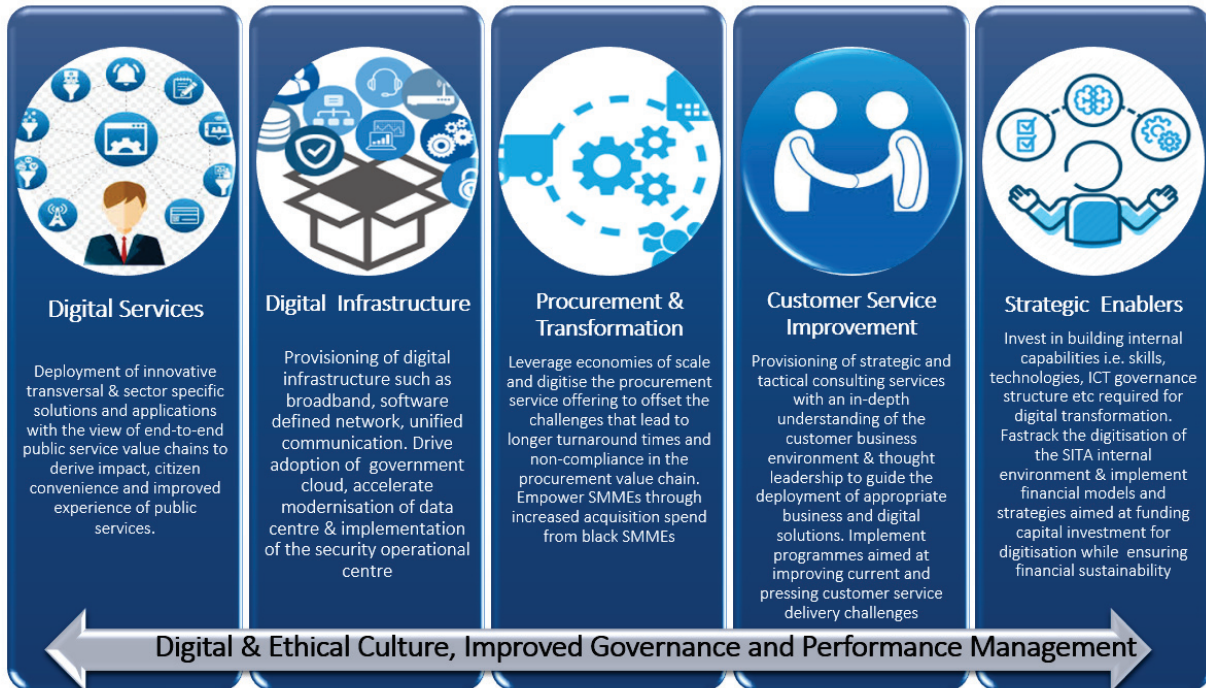 Digital Services
Deployment of innovative
transversal & sector specific
solutions and applications
with the view of end-to-end
public service value chains to
derive impact, citizen
convenience and improved
experience of public
services.
Digital Infrastructure
Provisioning of digital
infrastructure such as
broadband, software
defined network, unified
communication. Drive
adoption of government
cloud, accelerate
modernisation of data
centre & implementation
of the security operational
centre
Procurement &
Transformation
Leverage economies of scale
and digitise the procurement
service offering to offset the
challenges that lead to
longer turnaround times and
non-compliance in the
procurement value chain.
Empower SMMEs through
increased acquisition spend
from black SMMEs
Customer Service
Improvement
Provisioning of strategic and
tactical consulting services
with an in-depth
understanding of the
customer business
environment & thought
leadership to guide the
deployment of appropriate
business and digital
solutions. Implement
programmes aimed at
improving current and
pressing customer service
delivery challenges
Strategic Enablers
Invest in building internal
capabilities i.e. skills,
technologies, ICT governance
structure etc required for
digital transformation.
Fastrack the digitisation of
the SITA internal
environment & implement
financial models and
strategies aimed at funding
capital investment for
digitisation while ensuring
financial sustainability
Digital & Ethical Culture, Improved Governance and Performance Management